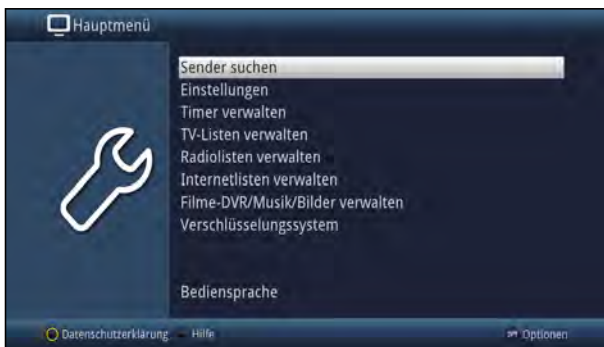 Hauptmenü
Sender suchen
Einstellungen
Timer verwalten
TV-Listen verwalten
Radiolisten verwalten
Internetlisten verwalten
Filme-DVR/Musik/Bilder verwalten
Verschlüsselungssystem
Bediensprache
Datenschutzerklärung Hilfe Optionen